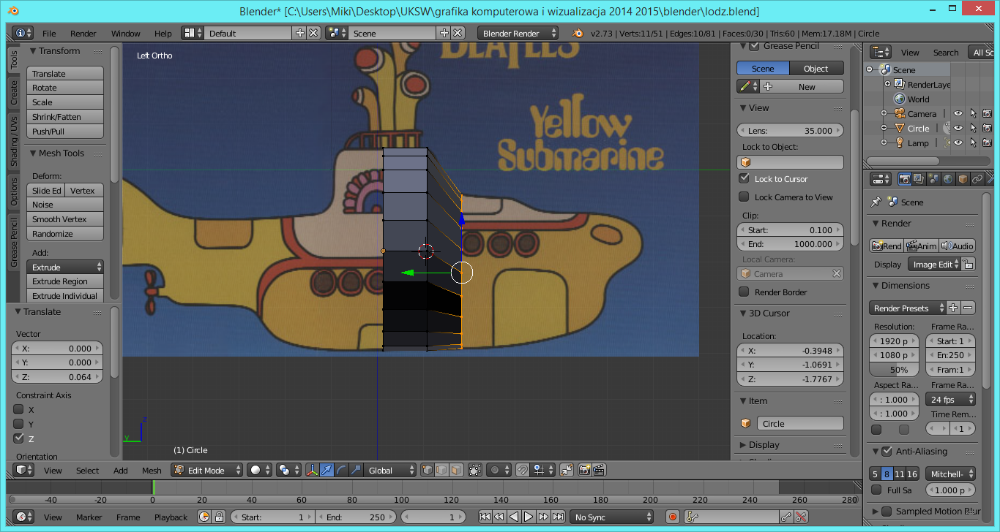 Blender* [C:\Users\Miki\Desktop\UKSW\grafika komputerowa i wizualizacja 2014 2015\blender\lodz.blend]
File Render Window Help Default Scene Blender Render v2.73 | Verts:11/51 | Edges:10/81 | Faces:0/30 | Tris:60 | Mem:17.18M | Circle
Tools
Create
Shading / UVs
Options
Grease Pencil
Transform
Translate
Rotate
Scale
Shrink/Fatten
Push/Pull
Mesh Tools
Deform:
Slide Ed Vertex
Noise
Smooth Vertex
Randomize
Add:
Extrude
Extrude Region
Extrude Individual
Translate
Vector
X: 0.000
Y: 0.000
Z: 0.064
Constraint Axis
X
Y
Z
Orientation
Left Ortho
BEATLES
Yellow
Submarine
z
y
(1) Circle
Grease Pencil
Scene Object
New
View
Lens: 35.000
Lock to Object:
Lock to Cursor
Lock Camera to View
Clip:
Start: 0.100
End: 1000.000
Local Camera:
Camera
Render Border
3D Cursor
Location:
X: -0.3948
Y: -1.0691
Z: -1.7767
Item
Circle
Display
View Search All Sc
Scene
RenderLaye
World
Camera
Circle
Lamp
Scene
Render
Rend Anim Audio
Display Image Edit
Dimensions
Render Presets
Resolution: Frame Ra...
1920 p Start: 1
1080 p En:250
50% Fram:1
Aspect Ra... Frame Ra...
: 1.000 24 fps
: 1.000 Time Rem...
1
Anti-Aliasing
5 8 11 16 Mitchell-
Full Sa 1.000 p
Sampled Motion Blur
View Select Add Mesh Edit Mode Global
-40 -20 0 20 40 60 80 100 120 140 160 180 200 220 240 260 280
View Marker Frame Playback Start: 1 End: 250 1 No Sync